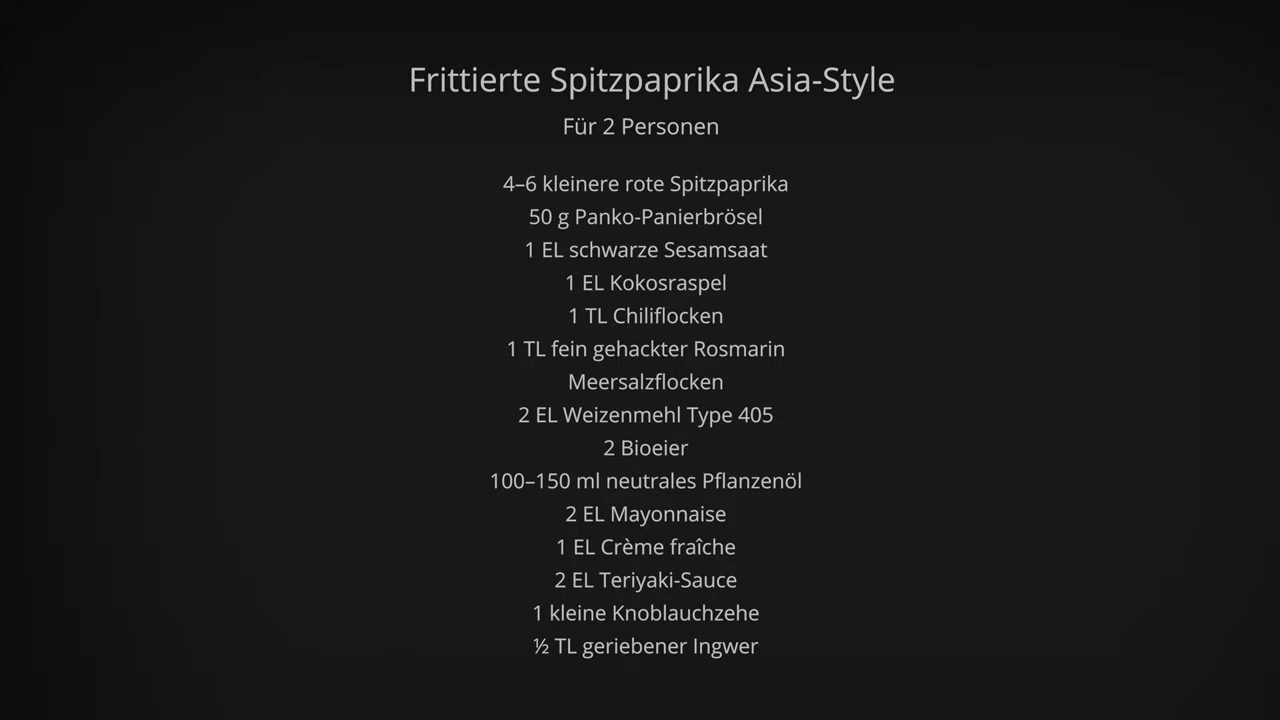 Frittierte Spitzpaprika Asia-Style
Für 2 Personen
4–6 kleinere rote Spitzpaprika
50 g Panko-Panierbrösel
1 EL schwarze Sesamsaat
1 EL Kokosraspel
1 TL Chiliflocken
1 TL fein gehackter Rosmarin
Meersalzflocken
2 EL Weizenmehl Type 405
2 Bioeier
100–150 ml neutrales Pflanzenöl
2 EL Mayonnaise
1 EL Crème fraîche
2 EL Teriyaki-Sauce
1 kleine Knoblauchzehe
½ TL geriebener Ingwer